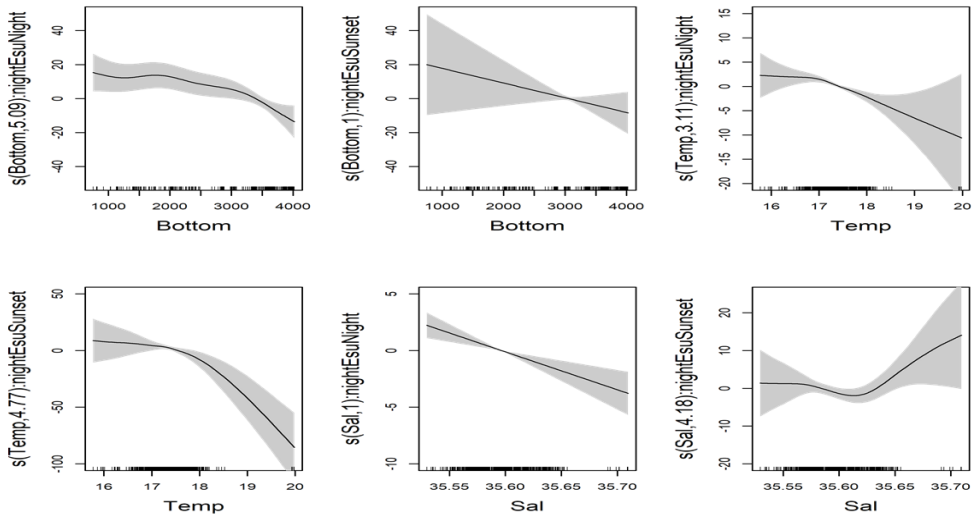 s(Bottom,5.09):nightEsuNight
40
20
0
-20
40
1000 2000 3000 4000
Bottom
s(Bottom,1):nightEsuSunset
40
20
0
-20
40
1000 2000 3000 4000
Bottom
s(Temp,3.11):nightEsuNight
15
10
5
0
-5
-10
-15
-20
16 17 18 19 20
Temp
s(Temp,4.77):nightEsuSunset
50
0
-50
-100
16 17 18 19 20
Temp
s(Sal,1):nightEsuNight
5
0
-5
-10
35.55 35.60 35.65 35.70
Sal
s(Sal,4.18):nightEsuSunset
20
10
0
-10
-20
35.55 35.60 35.65 35.70
Sal